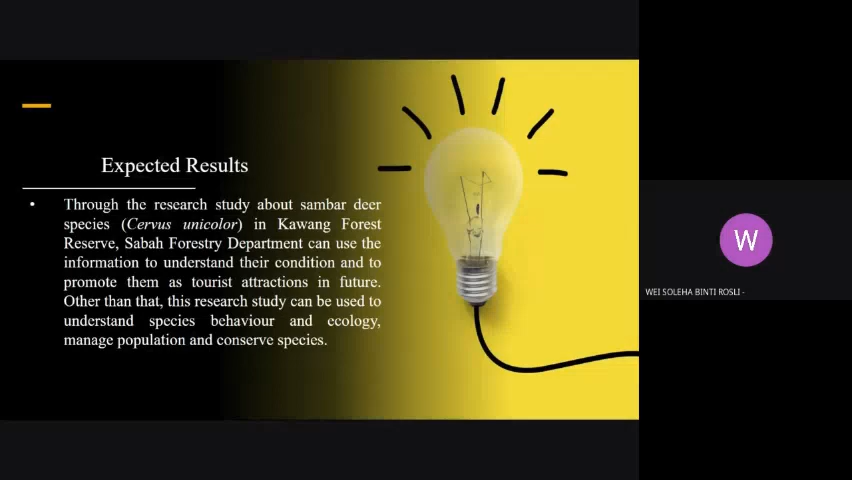 Expected Results
• Through the research study about sambar deer
species (Cervus unicolor) in Kawang Forest
Reserve, Sabah Forestry Department can use the
information to understand their condition and to
promote them as tourist attractions in future.
Other than that, this research study can be used to
understand species behaviour and ecology,
manage population and conserve species.
W
WEI SOLEHA BINTI ROSLI -